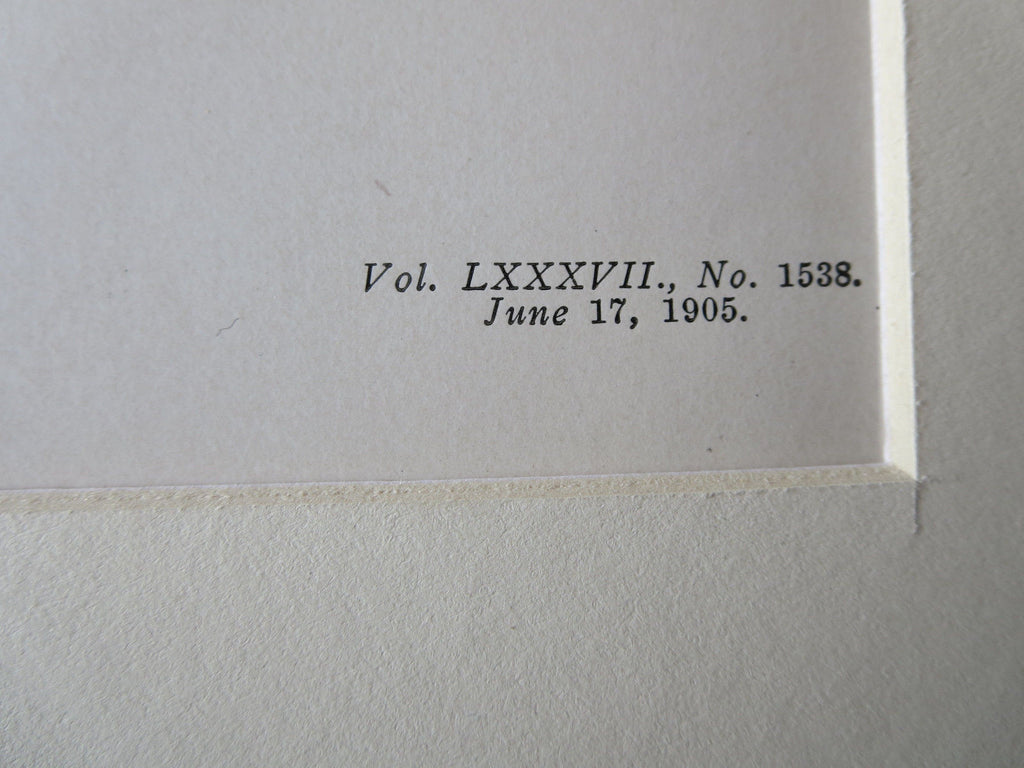 Vol. LXXXVII., No. 1538.
June 17, 1905.